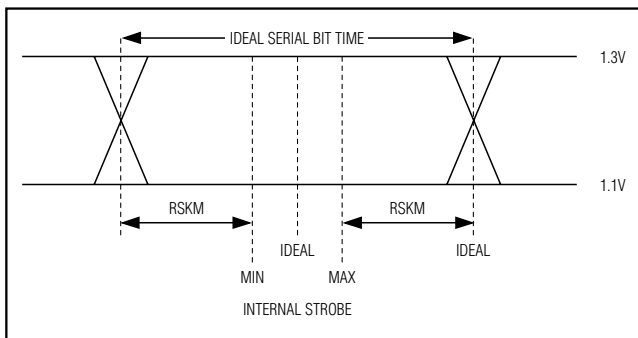 IDEAL SERIAL BIT TIME
1.3V
1.1V
RSKM
RSKM
IDEAL
IDEAL
MIN
MAX
INTERNAL STROBE